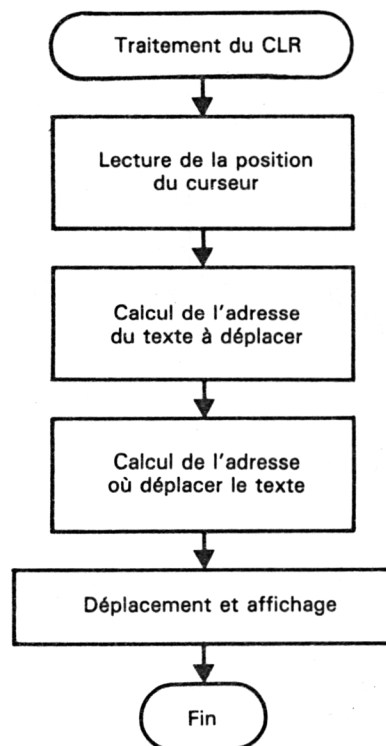 Traitement du CLR
Lecture de la position
du curseur
Calcul de l'adresse
du texte à déplacer
Calcul de l'adresse
où déplacer le texte
Déplacement et affichage
Fin